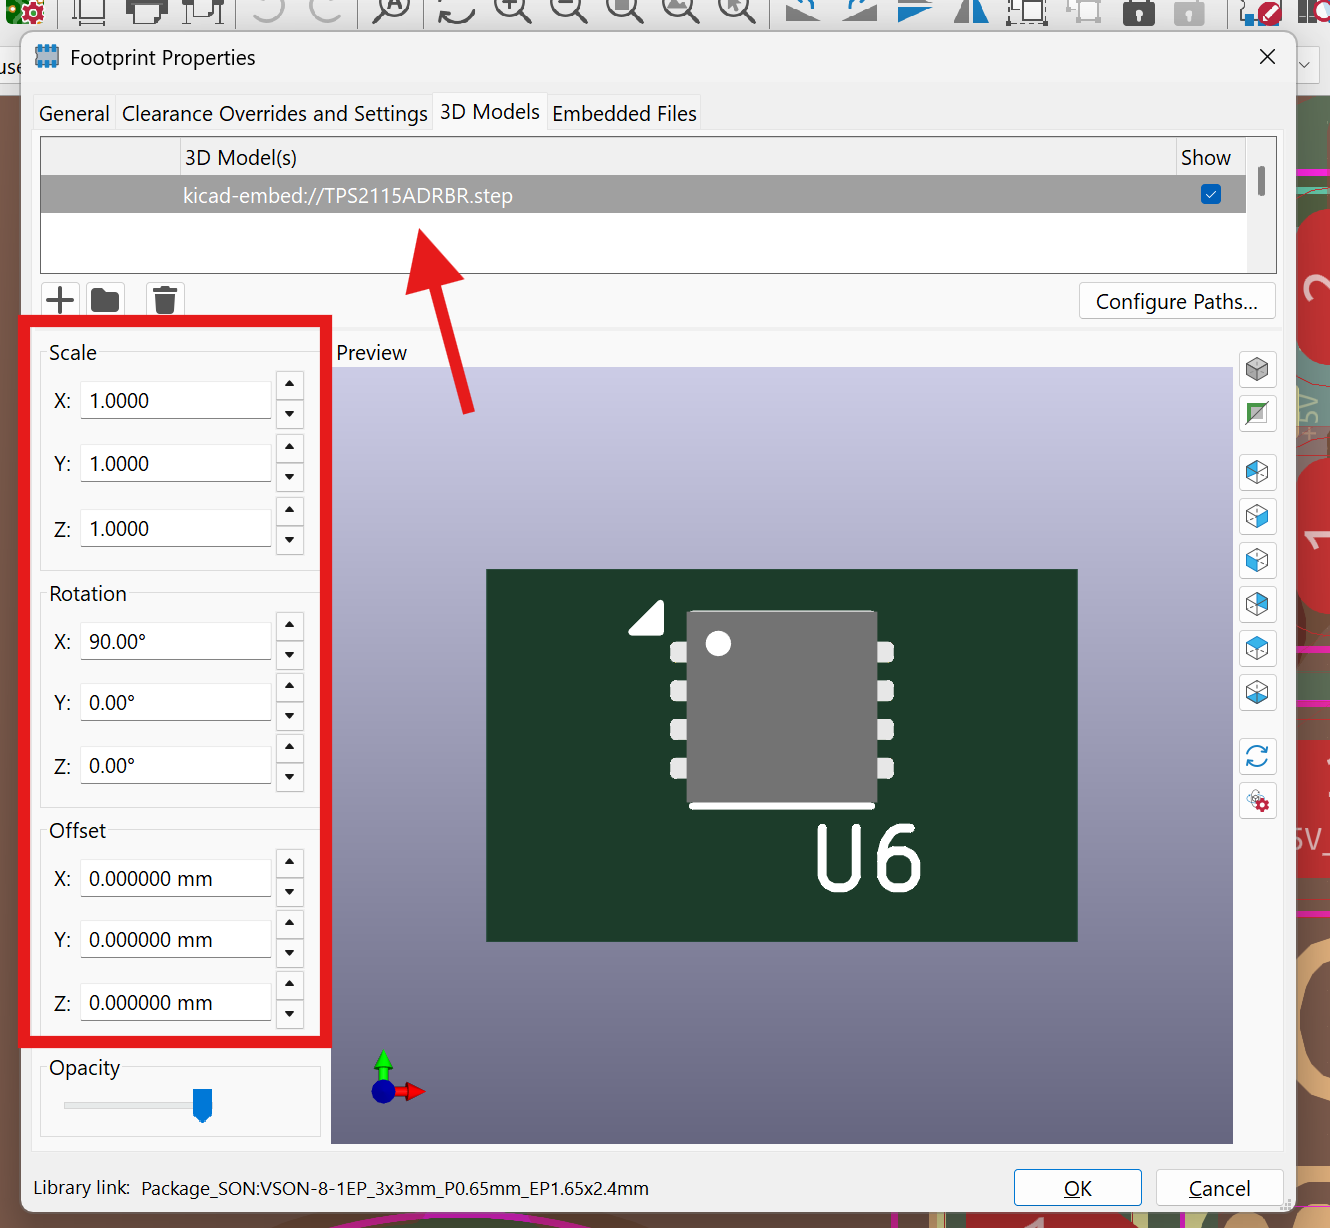 Footprint Properties
General Clearance Overrides and Settings 3D Models Embedded Files
3D Model(s) Show
kicad-embed://TPS2115ADRBR.step
Configure Paths...
Scale
X: 1.0000
Y: 1.0000
Z: 1.0000
Rotation
X: 90.00°
Y: 0.00°
Z: 0.00°
Offset
X: 0.000000 mm
Y: 0.000000 mm
Z: 0.000000 mm
Opacity
Preview
U6
2
+5V
1
Library link: Package_SON:VSON-8-1EP_3x3mm_P0.65mm_EP1.65x2.4mm
OK Cancel